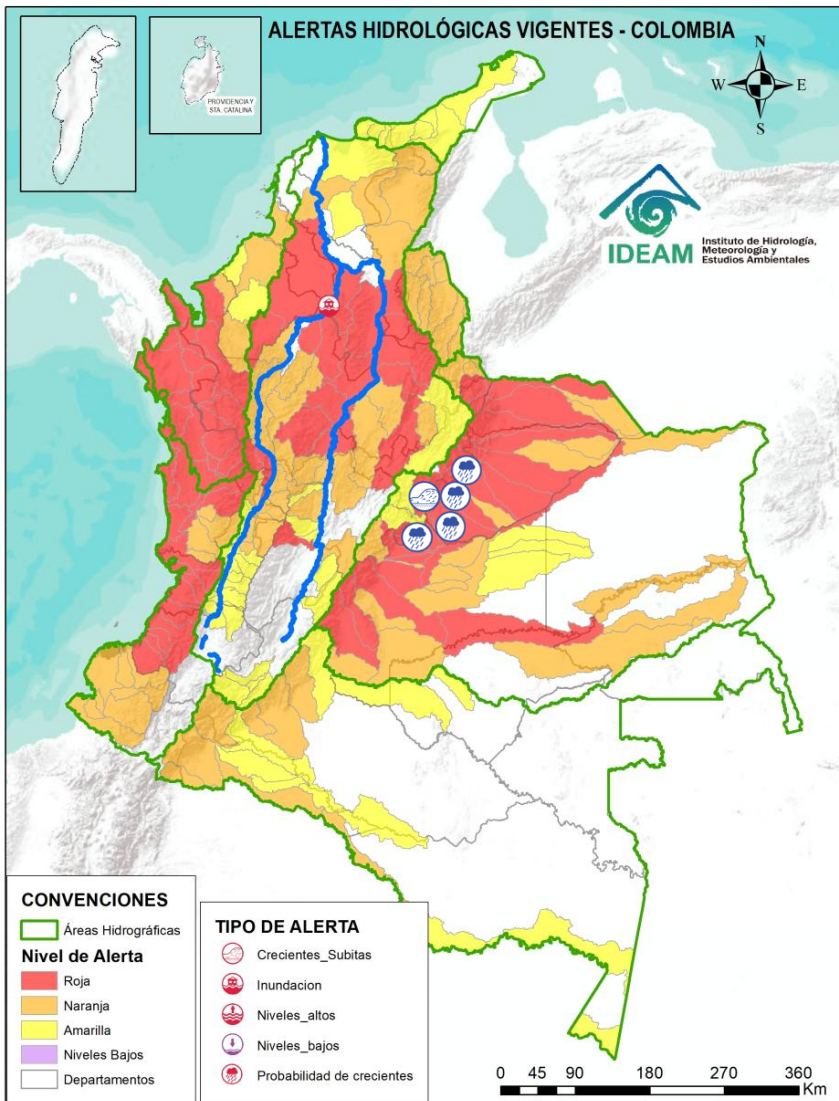 ALERTAS HIDROLÓGICAS VIGENTES - COLOMBIA
PROVIDENCIA Y
STA. CATALINA
N
W
E
S
IDEAM
Instituto de Hidrología,
Meteorología y
Estudios Ambientales
CONVENCIONES
Áreas Hidrográficas
Nivel de Alerta
Roja
Naranja
Amarilla
Niveles Bajos
Departamentos
TIPO DE ALERTA
Crecientes_Subitas
Inundacion
Niveles_altos
Niveles_bajos
Probabilidad de crecientes
0 45 90 180 270 360
Km